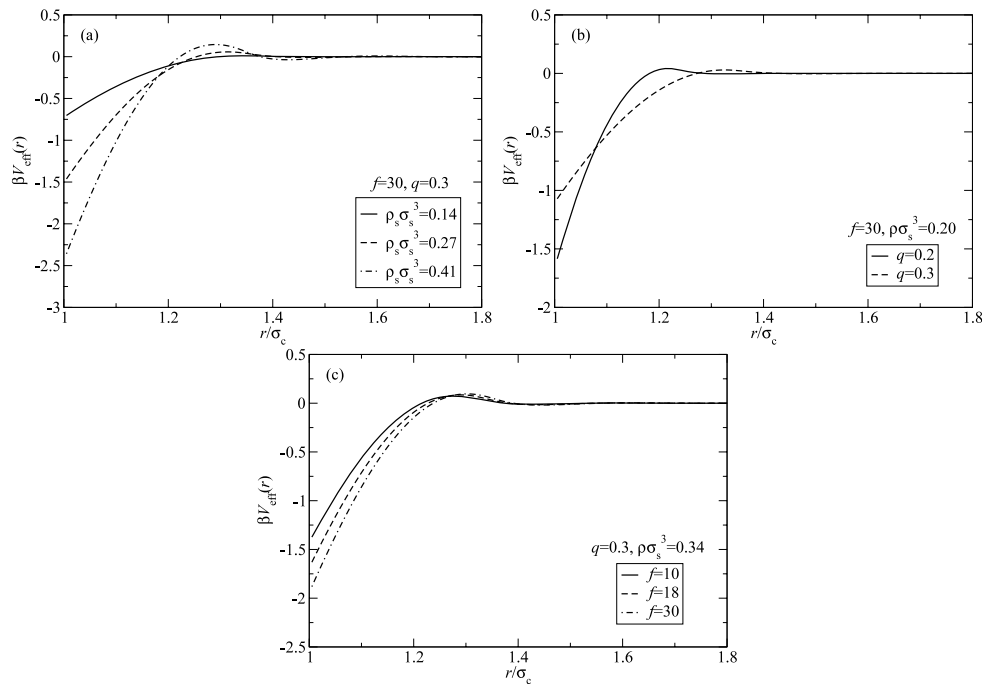 (a)
0.5
0
-0.5
-1
-1.5
-2
-2.5
-3
βV_eff(r)
f=30, q=0.3
ρ_sσ_s^3=0.14
ρ_sσ_s^3=0.27
ρ_sσ_s^3=0.41
1 1.2 1.4 1.6 1.8
r/σ_c
(b)
0.5
0
-0.5
-1
-1.5
-2
βV_eff(r)
f=30, ρσ_s^3=0.20
q=0.2
q=0.3
1 1.2 1.4 1.6 1.8
r/σ_c
(c)
0.5
0
-0.5
-1
-1.5
-2
-2.5
βV_eff(r)
q=0.3, ρσ_s^3=0.34
f=10
f=18
f=30
1 1.2 1.4 1.6 1.8
r/σ_c